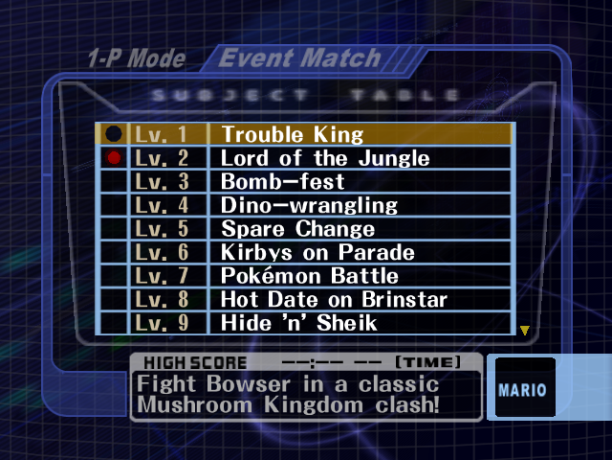 1-P Mode Event Match
SUBJECT TABLE
Lv. 1 Trouble King
Lv. 2 Lord of the Jungle
Lv. 3 Bomb-fest
Lv. 4 Dino-wrangling
Lv. 5 Spare Change
Lv. 6 Kirbys on Parade
Lv. 7 Pokémon Battle
Lv. 8 Hot Date on Brinstar
Lv. 9 Hide 'n' Sheik
HIGH SCORE --:-- -- [TIME]
Fight Bowser in a classic
Mushroom Kingdom clash!
MARIO